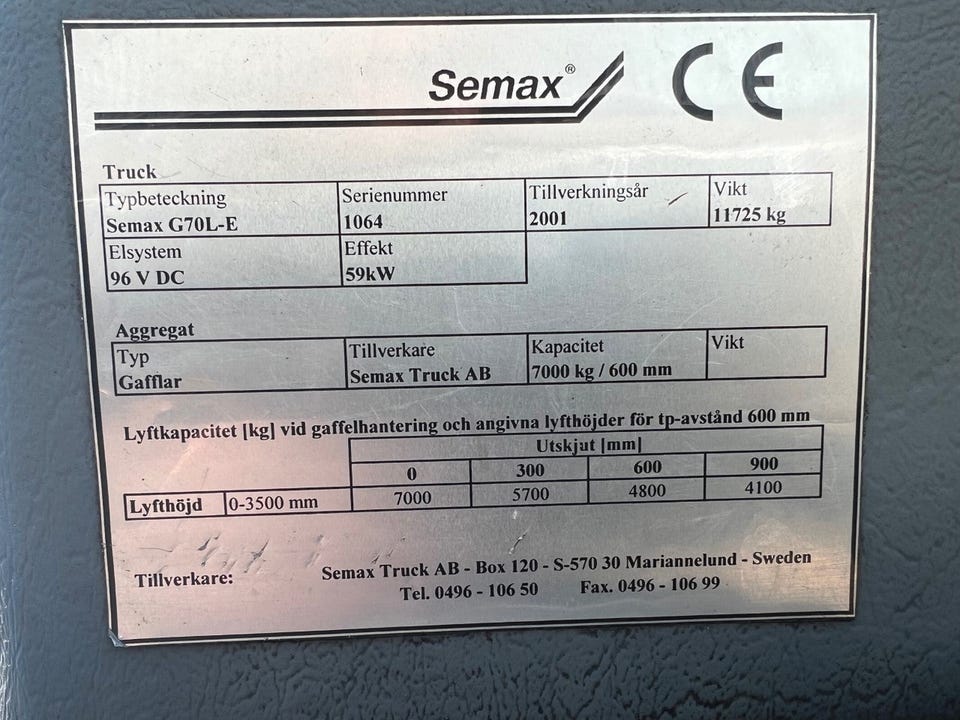 Semax®
CE
Truck
Typbeteckning Serienummer Tillverkningsår Vikt
Semax G70L-E 1064 2001 11725 kg
Elsystem Effekt
96 V DC 59kW
Aggregat
Typ Tillverkare Kapacitet Vikt
Gafflar Semax Truck AB 7000 kg / 600 mm
Lyftkapacitet [kg] vid gaffelhantering och angivna lyfthöjder för tp-avstånd 600 mm
Utskjut [mm]
0 300 600 900
Lyfthöjd 0-3500 mm 7000 5700 4800 4100
Tillverkare: Semax Truck AB - Box 120 - S-570 30 Mariannelund - Sweden
Tel. 0496 - 106 50 Fax. 0496 - 106 99